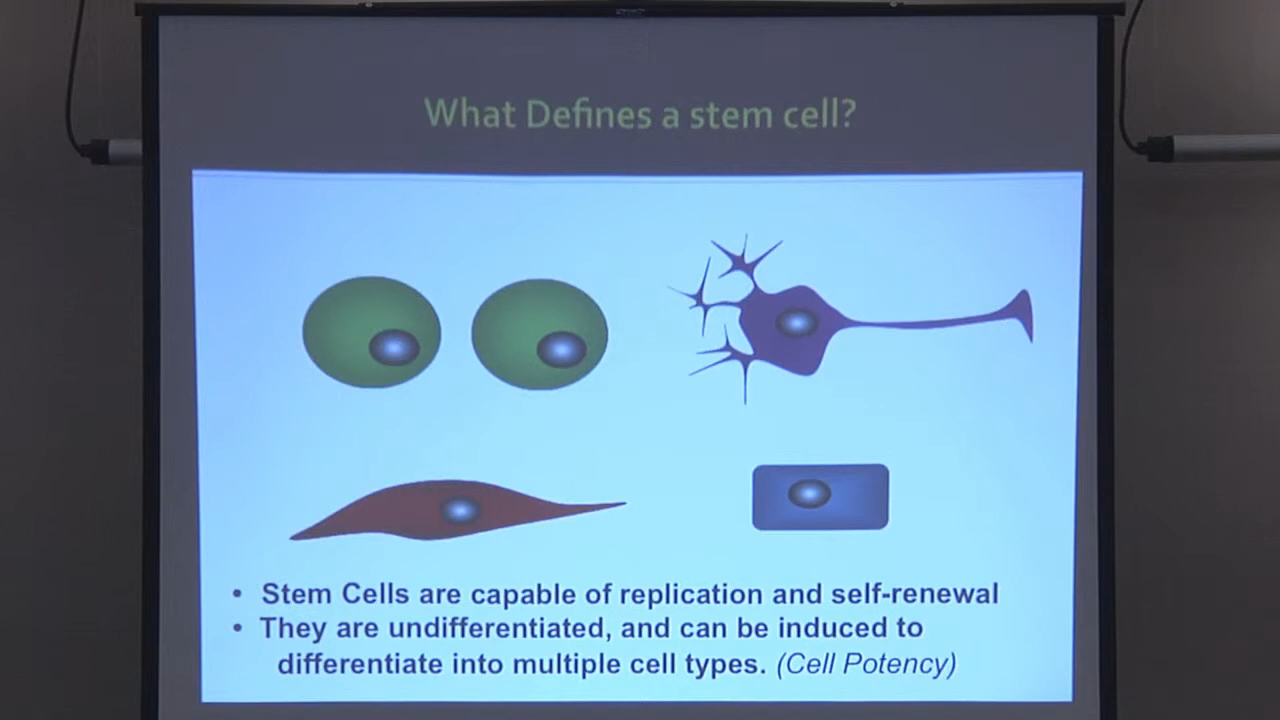 What Defines a stem cell?
• Stem Cells are capable of replication and self-renewal
• They are undifferentiated, and can be induced to
differentiate into multiple cell types. (Cell Potency)